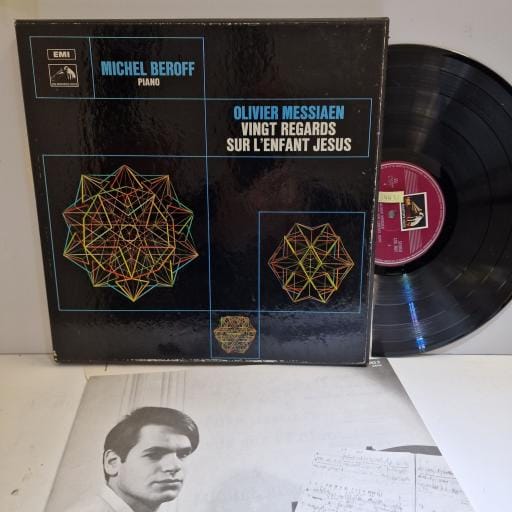 EMI
MICHEL BEROFF
PIANO
OLIVIER MESSIAEN
VINGT REGARDS
SUR L'ENFANT JESUS